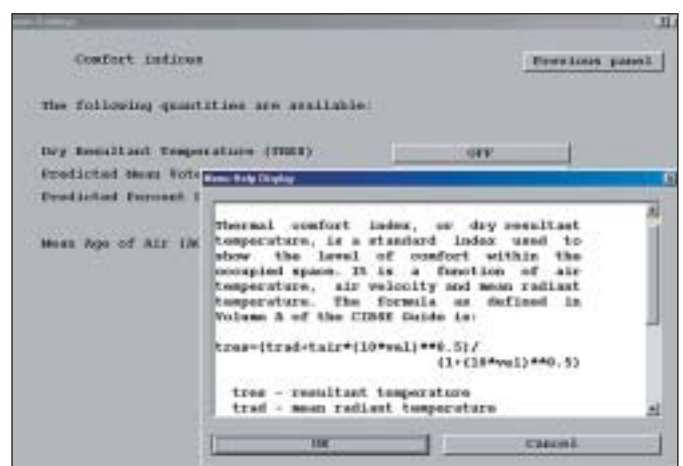 Comfort indices
Previous panel
The following quantities are available:
Dry Resultant Temperature (TRES)
OFF
Predicted Mean Vote
Menu Help Display
Predicted Percent
Mean Age of Air (A
Thermal comfort index, or dry resultant
temperature, is a standard index used to
show the level of comfort within the
occupied space. It is a function of air
temperature, air velocity and mean radiant
temperature. The formula as defined in
Volume A of the CIBSE Guide is:
tres=(trad+tair*(10*vel)**0.5)/
(1+(10*vel)**0.5)
tres - resultant temperature
trad - mean radiant temperature
OK
Cancel